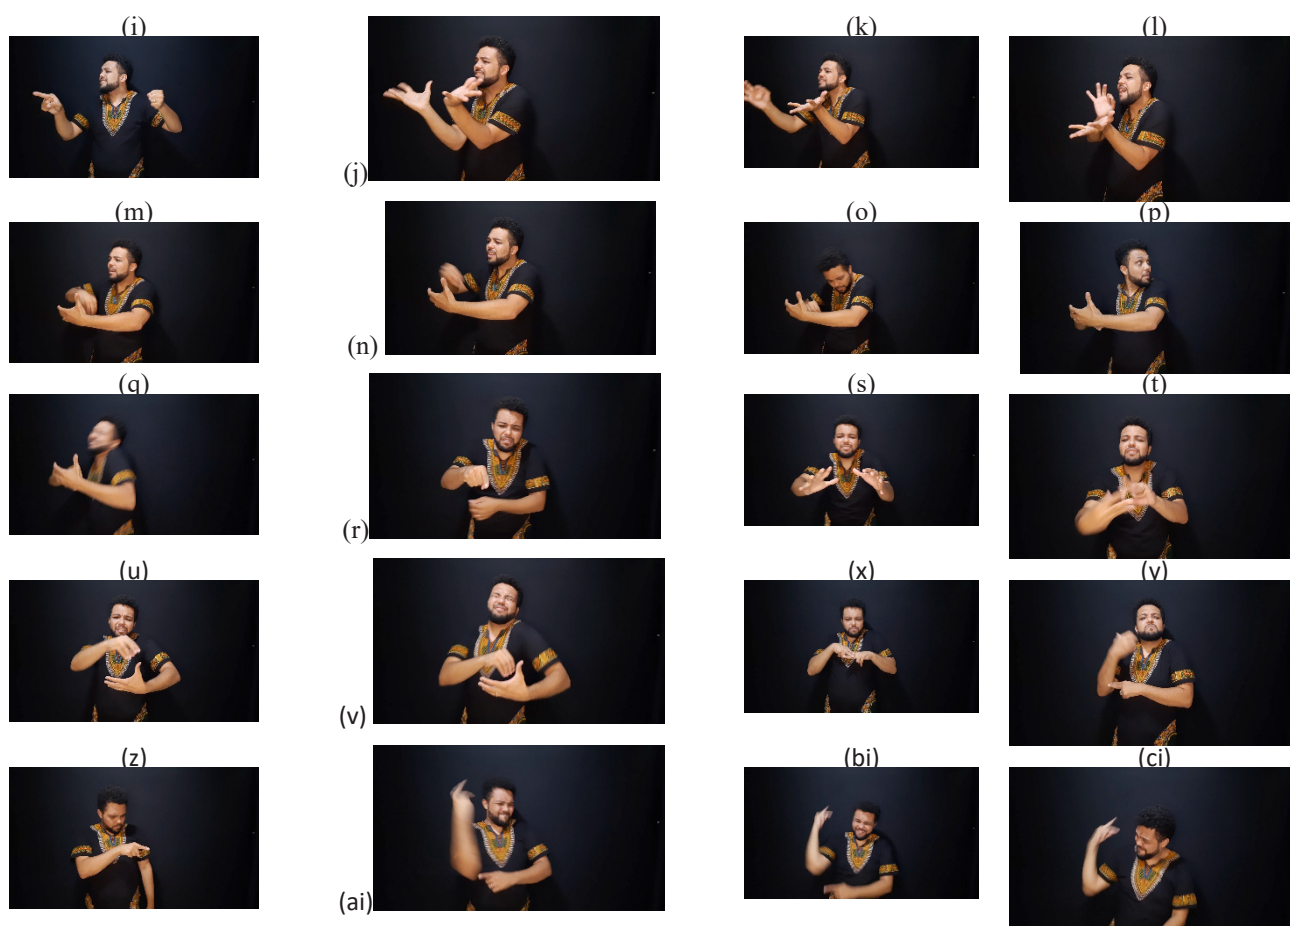 (i)
(j)
(k)
(l)
(m)
(n)
(o)
(p)
(q)
(r)
(s)
(t)
(u)
(v)
(x)
(y)
(z)
(ai)
(bi)
(ci)